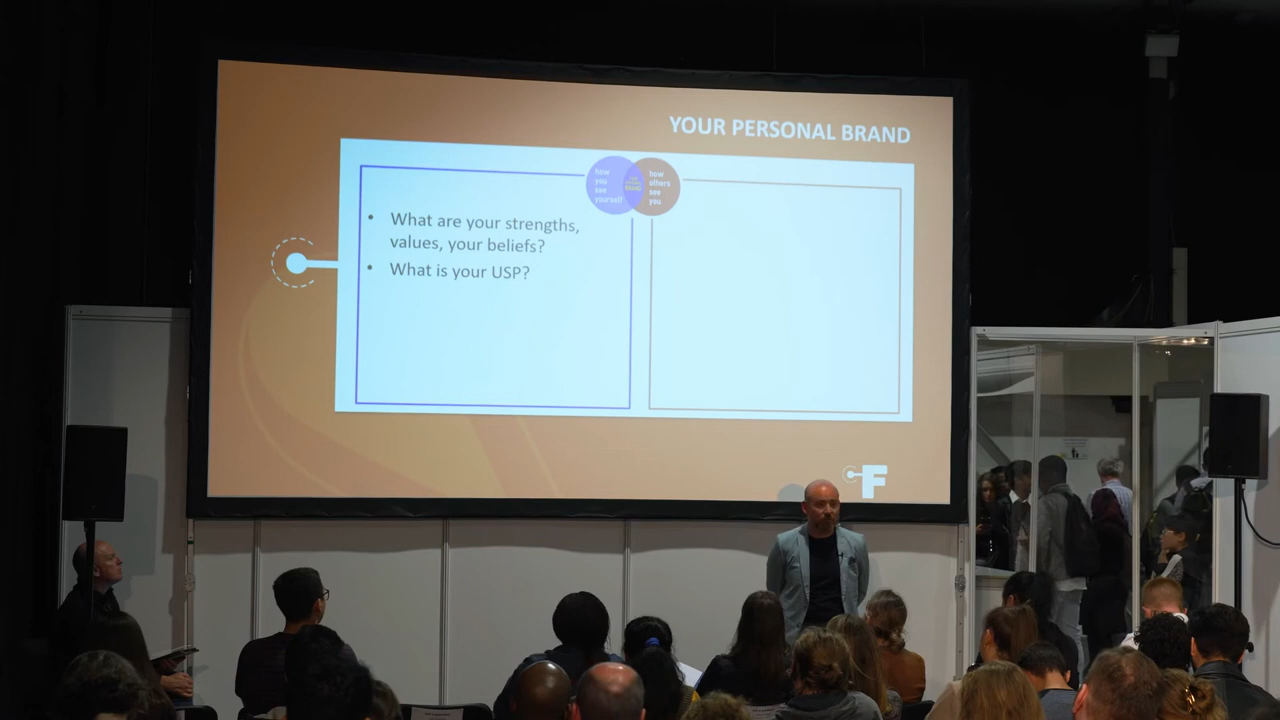 YOUR PERSONAL BRAND
how
you
see
yourself
BRAND
how
others
see
you
• What are your strengths,
values, your beliefs?
• What is your USP?
F